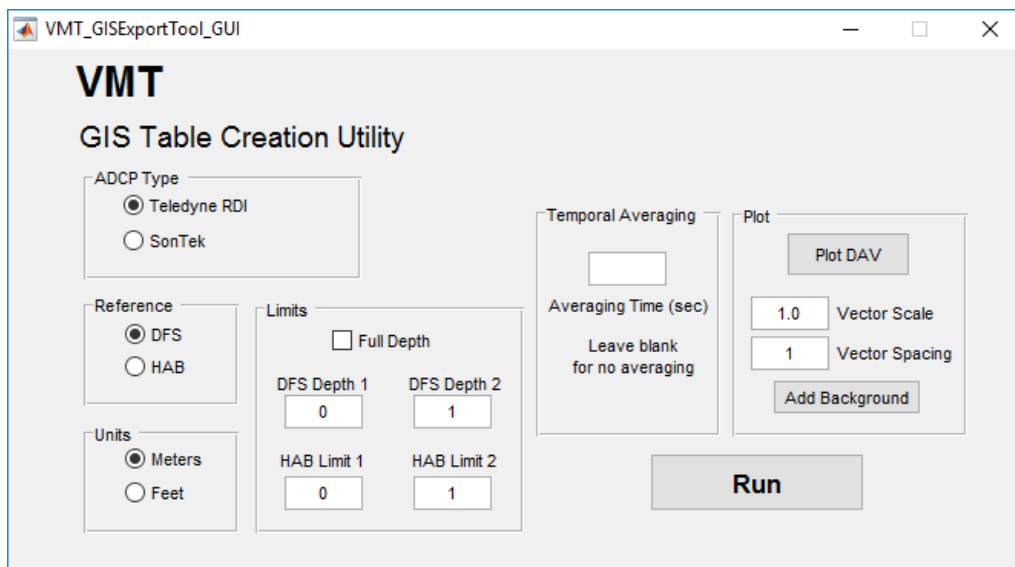 VMT_GISExportTool_GUI
VMT
GIS Table Creation Utility
ADCP Type
Teledyne RDI
SonTek
Reference
DFS
HAB
Units
Meters
Feet
Limits
Full Depth
DFS Depth 1 DFS Depth 2
0 1
HAB Limit 1 HAB Limit 2
0 1
Temporal Averaging
Averaging Time (sec)
Leave blank
for no averaging
Plot
Plot DAV
1.0 Vector Scale
1 Vector Spacing
Add Background
Run